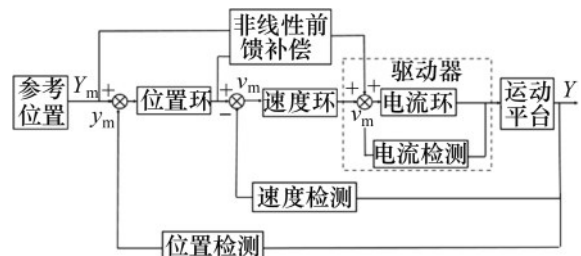 非线性前
馈补偿
驱动器
参考
位置
Yₘ
+
yₘ
位置环
vₘ
−
速度环
+
+
vₘ
电流环
运动
平台
Y
电流检测
速度检测
位置检测